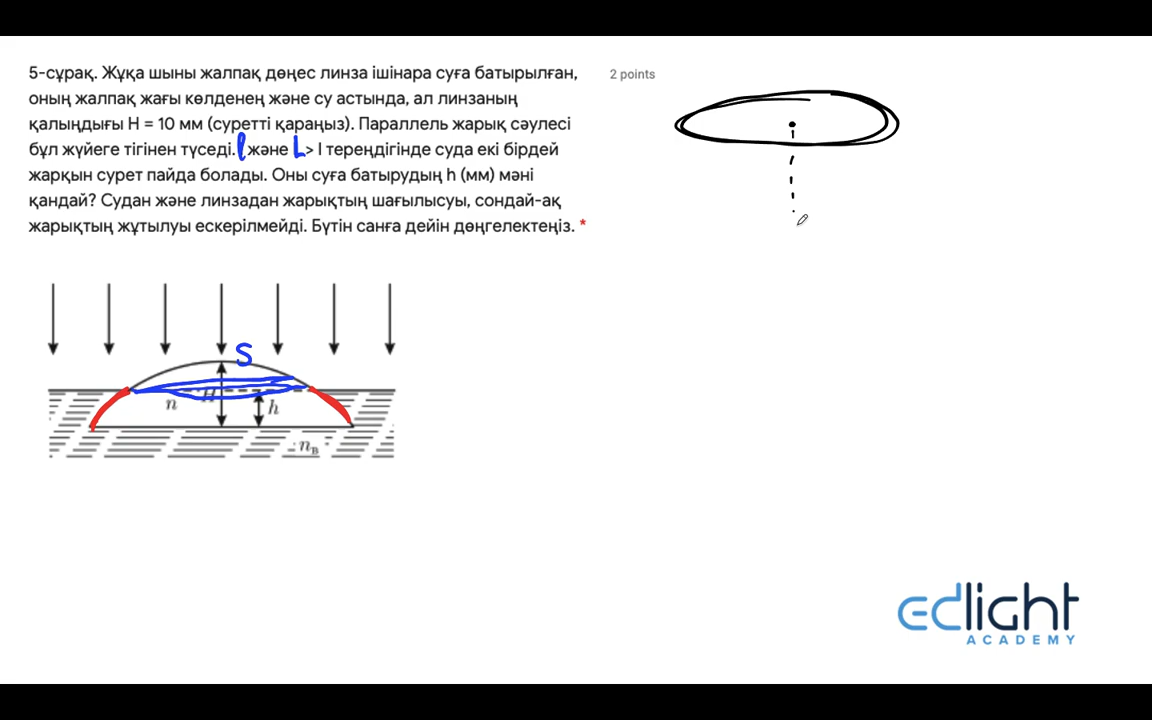 5-сұрақ. Жұқа шыны жалпақ дөңес линза ішінара суға батырылған,
2 points
оның жалпақ жағы көлденең және су астында, ал линзаның
қалыңдығы H = 10 мм (суретті қараңыз). Параллель жарық сәулесі
бұл жүйеге тігінен түседі. l және L > l тереңдігінде суда екі бірдей
жарқын сурет пайда болады. Оны суға батырудың h (мм) мәні
қандай? Судан және линзадан жарықтың шағылысуы, сондай-ақ
жарықтың жұтылуы ескерілмейді. Бүтін санға дейін дөңгелектеңіз. *
S
n H h
nв
edlight
ACADEMY